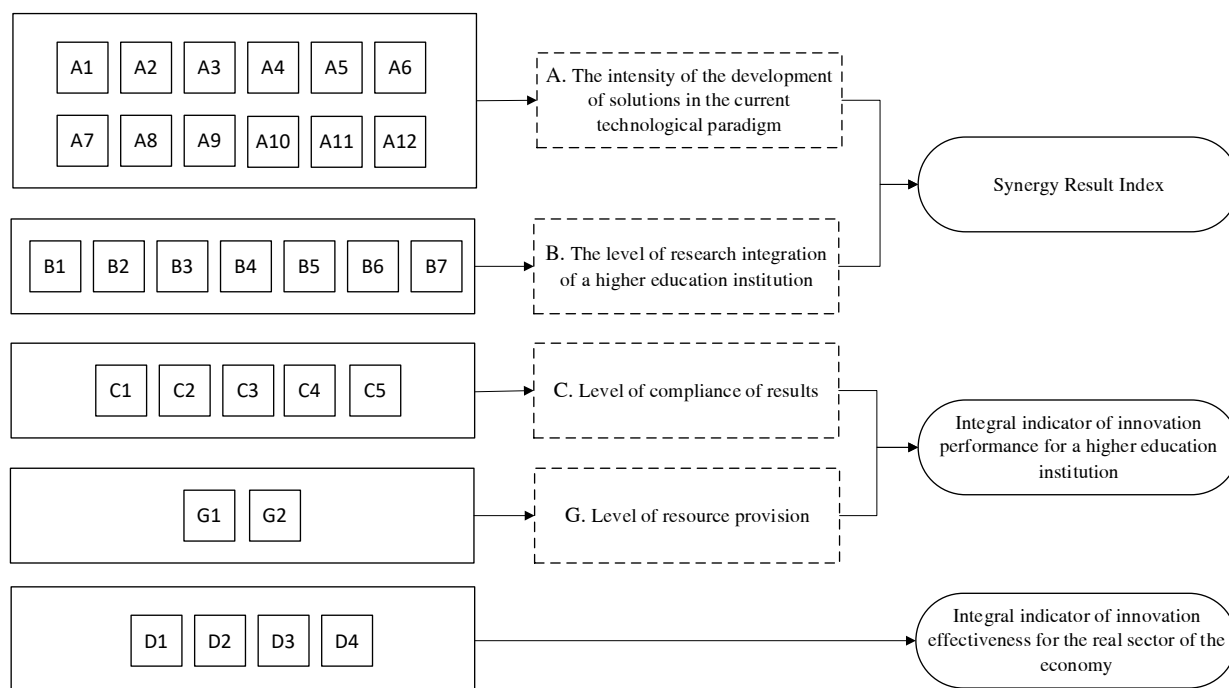 A1 A2 A3 A4 A5 A6
A7 A8 A9 A10 A11 A12
A. The intensity of the development
of solutions in the current
technological paradigm
Synergy Result Index
B1 B2 B3 B4 B5 B6 B7
B. The level of research integration
of a higher education institution
C1 C2 C3 C4 C5
C. Level of compliance of results
Integral indicator of innovation
performance for a higher education
institution
G1 G2
G. Level of resource provision
D1 D2 D3 D4
Integral indicator of innovation
effectiveness for the real sector of the
economy